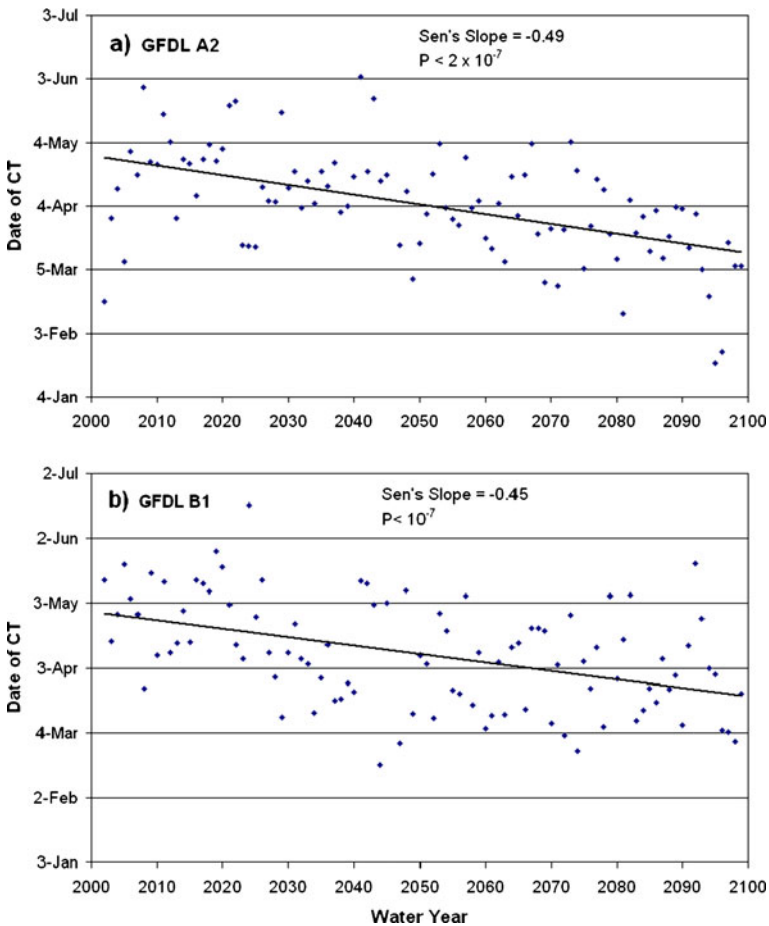 a) GFDL A2
Sen's Slope = -0.49
P < 2 x 10⁻⁷
Date of CT
3-Jul
3-Jun
4-May
4-Apr
5-Mar
3-Feb
4-Jan
2000 2010 2020 2030 2040 2050 2060 2070 2080 2090 2100
b) GFDL B1
Sen's Slope = -0.45
P< 10⁻⁷
Date of CT
2-Jul
2-Jun
3-May
3-Apr
4-Mar
2-Feb
3-Jan
2000 2010 2020 2030 2040 2050 2060 2070 2080 2090 2100
Water Year